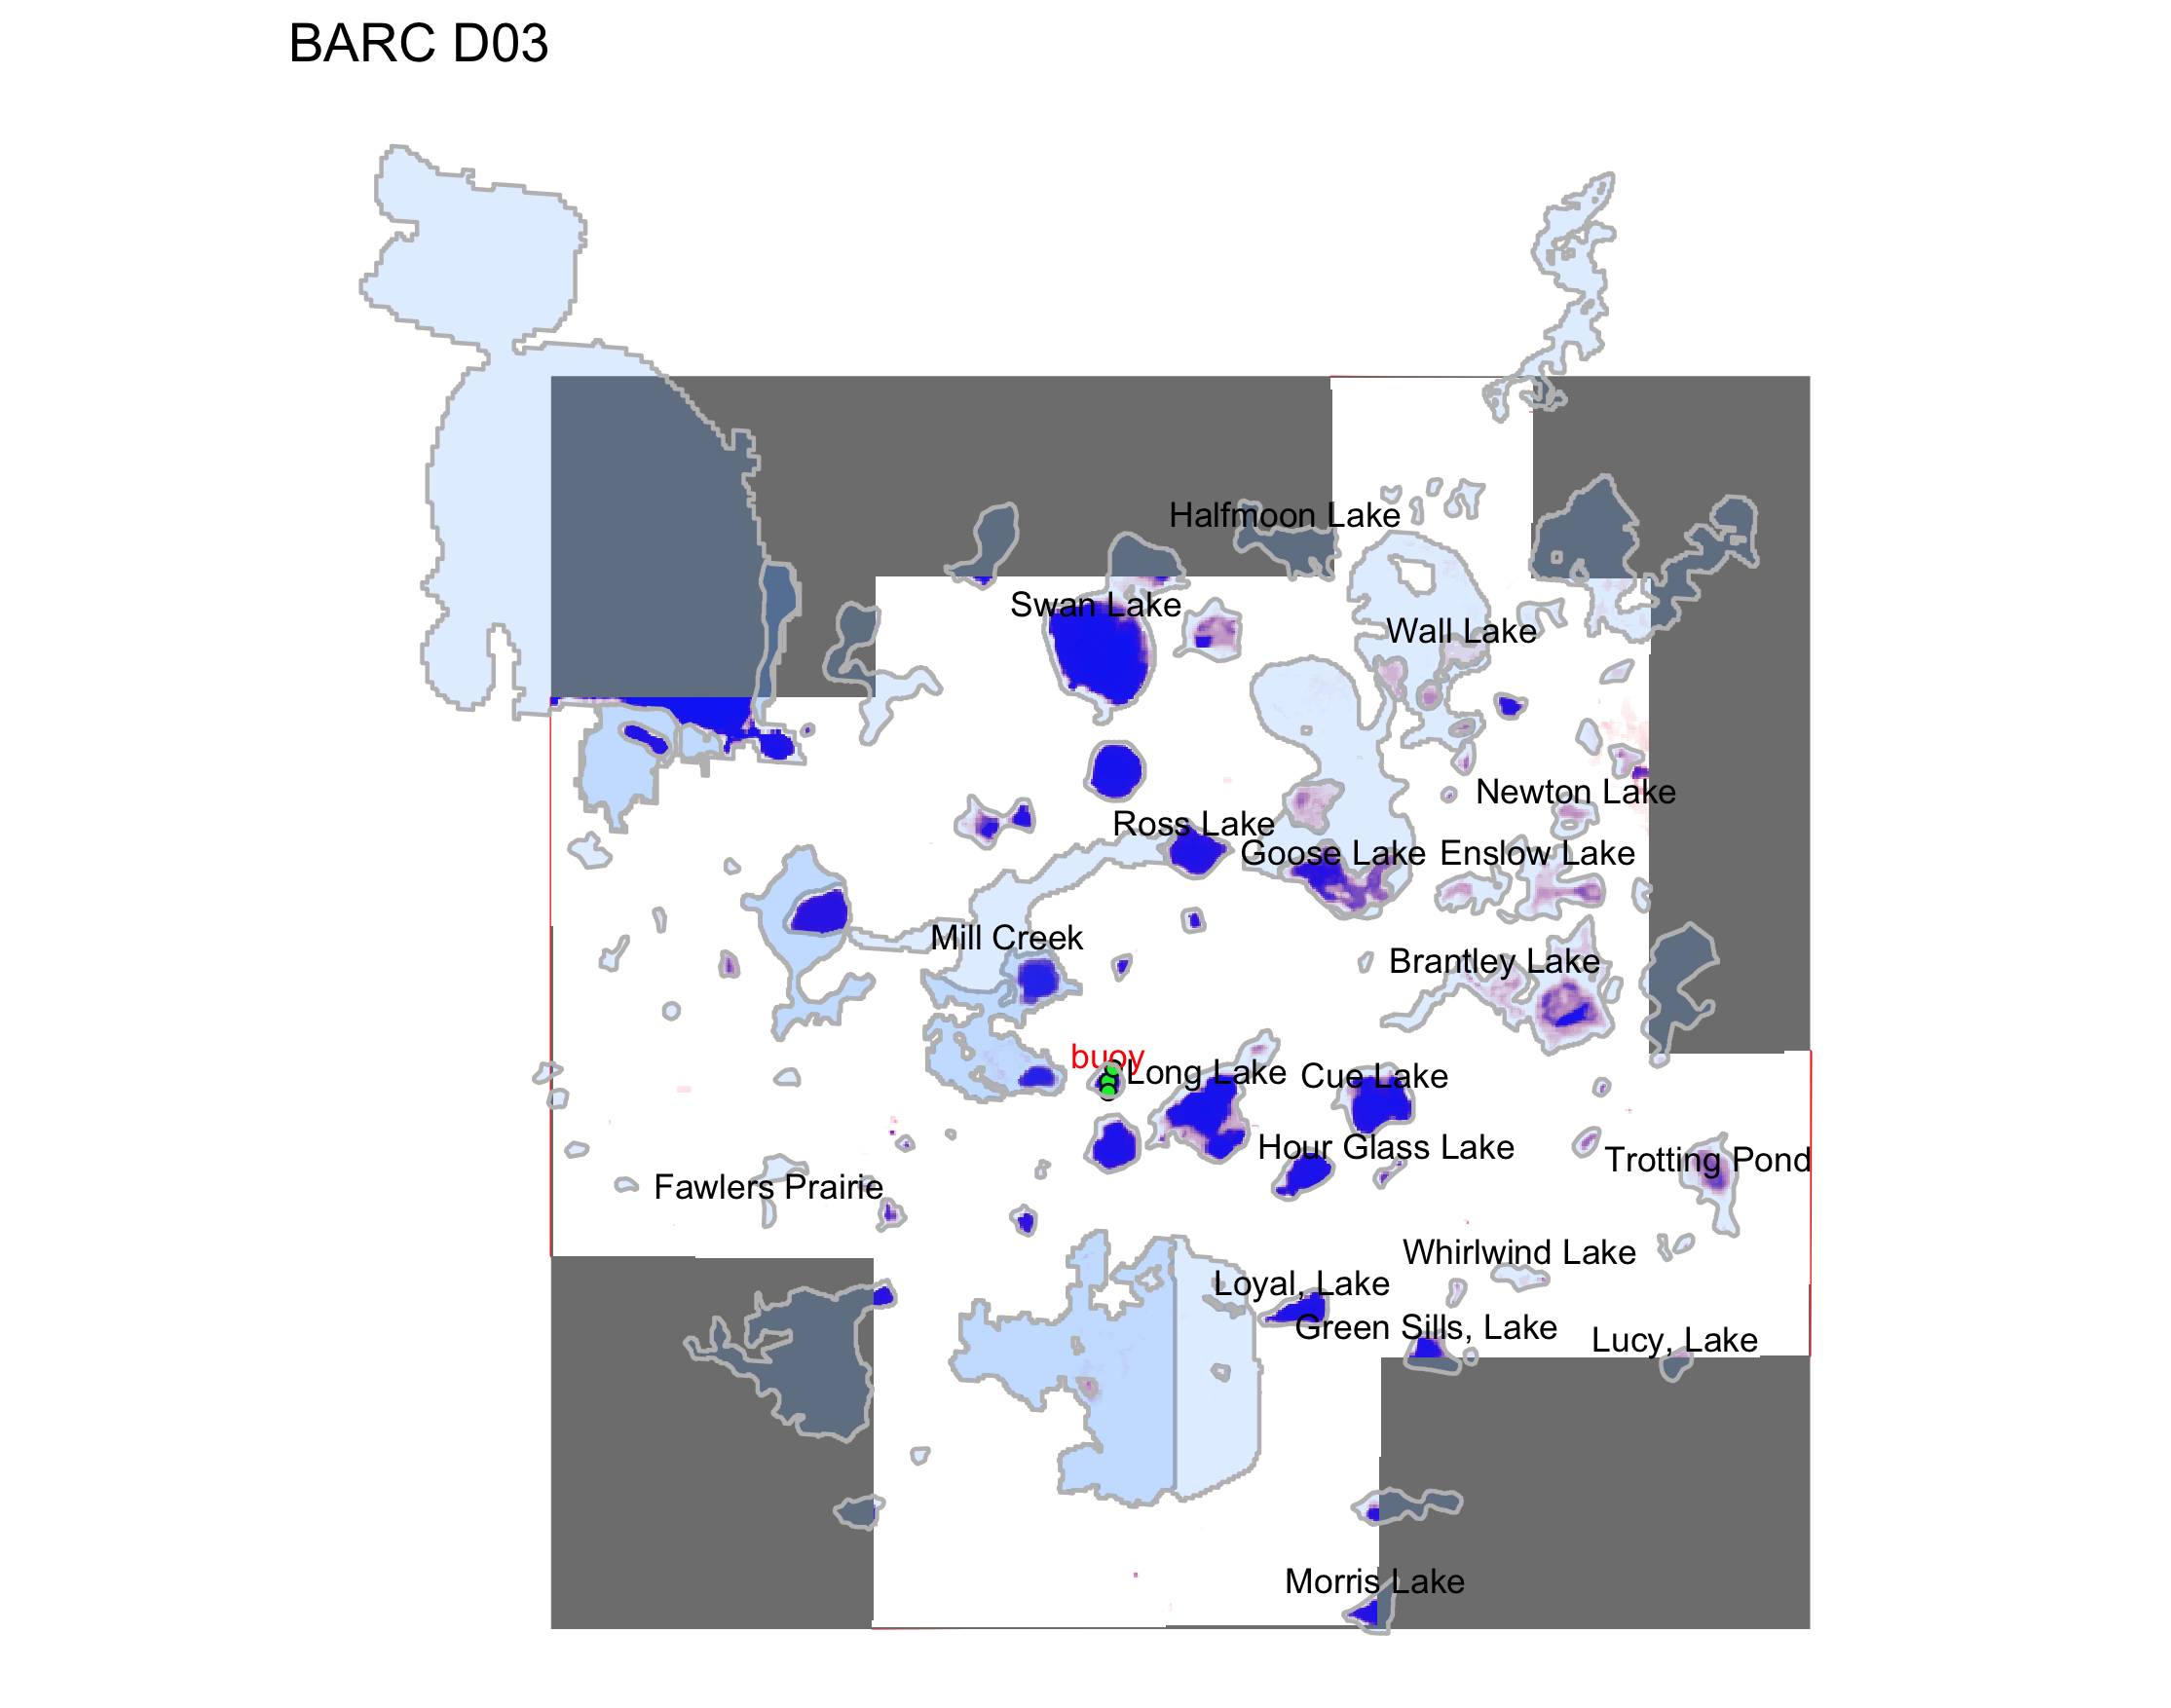 BARC D03
Halfmoon Lake
Swan Lake
Wall Lake
Newton Lake
Ross Lake
Goose Lake
Enslow Lake
Mill Creek
Brantley Lake
buoy
Long Lake
Cue Lake
Hour Glass Lake
Trotting Pond
Fawlers Prairie
Whirlwind Lake
Loyal, Lake
Green Sills, Lake
Lucy, Lake
Morris Lake